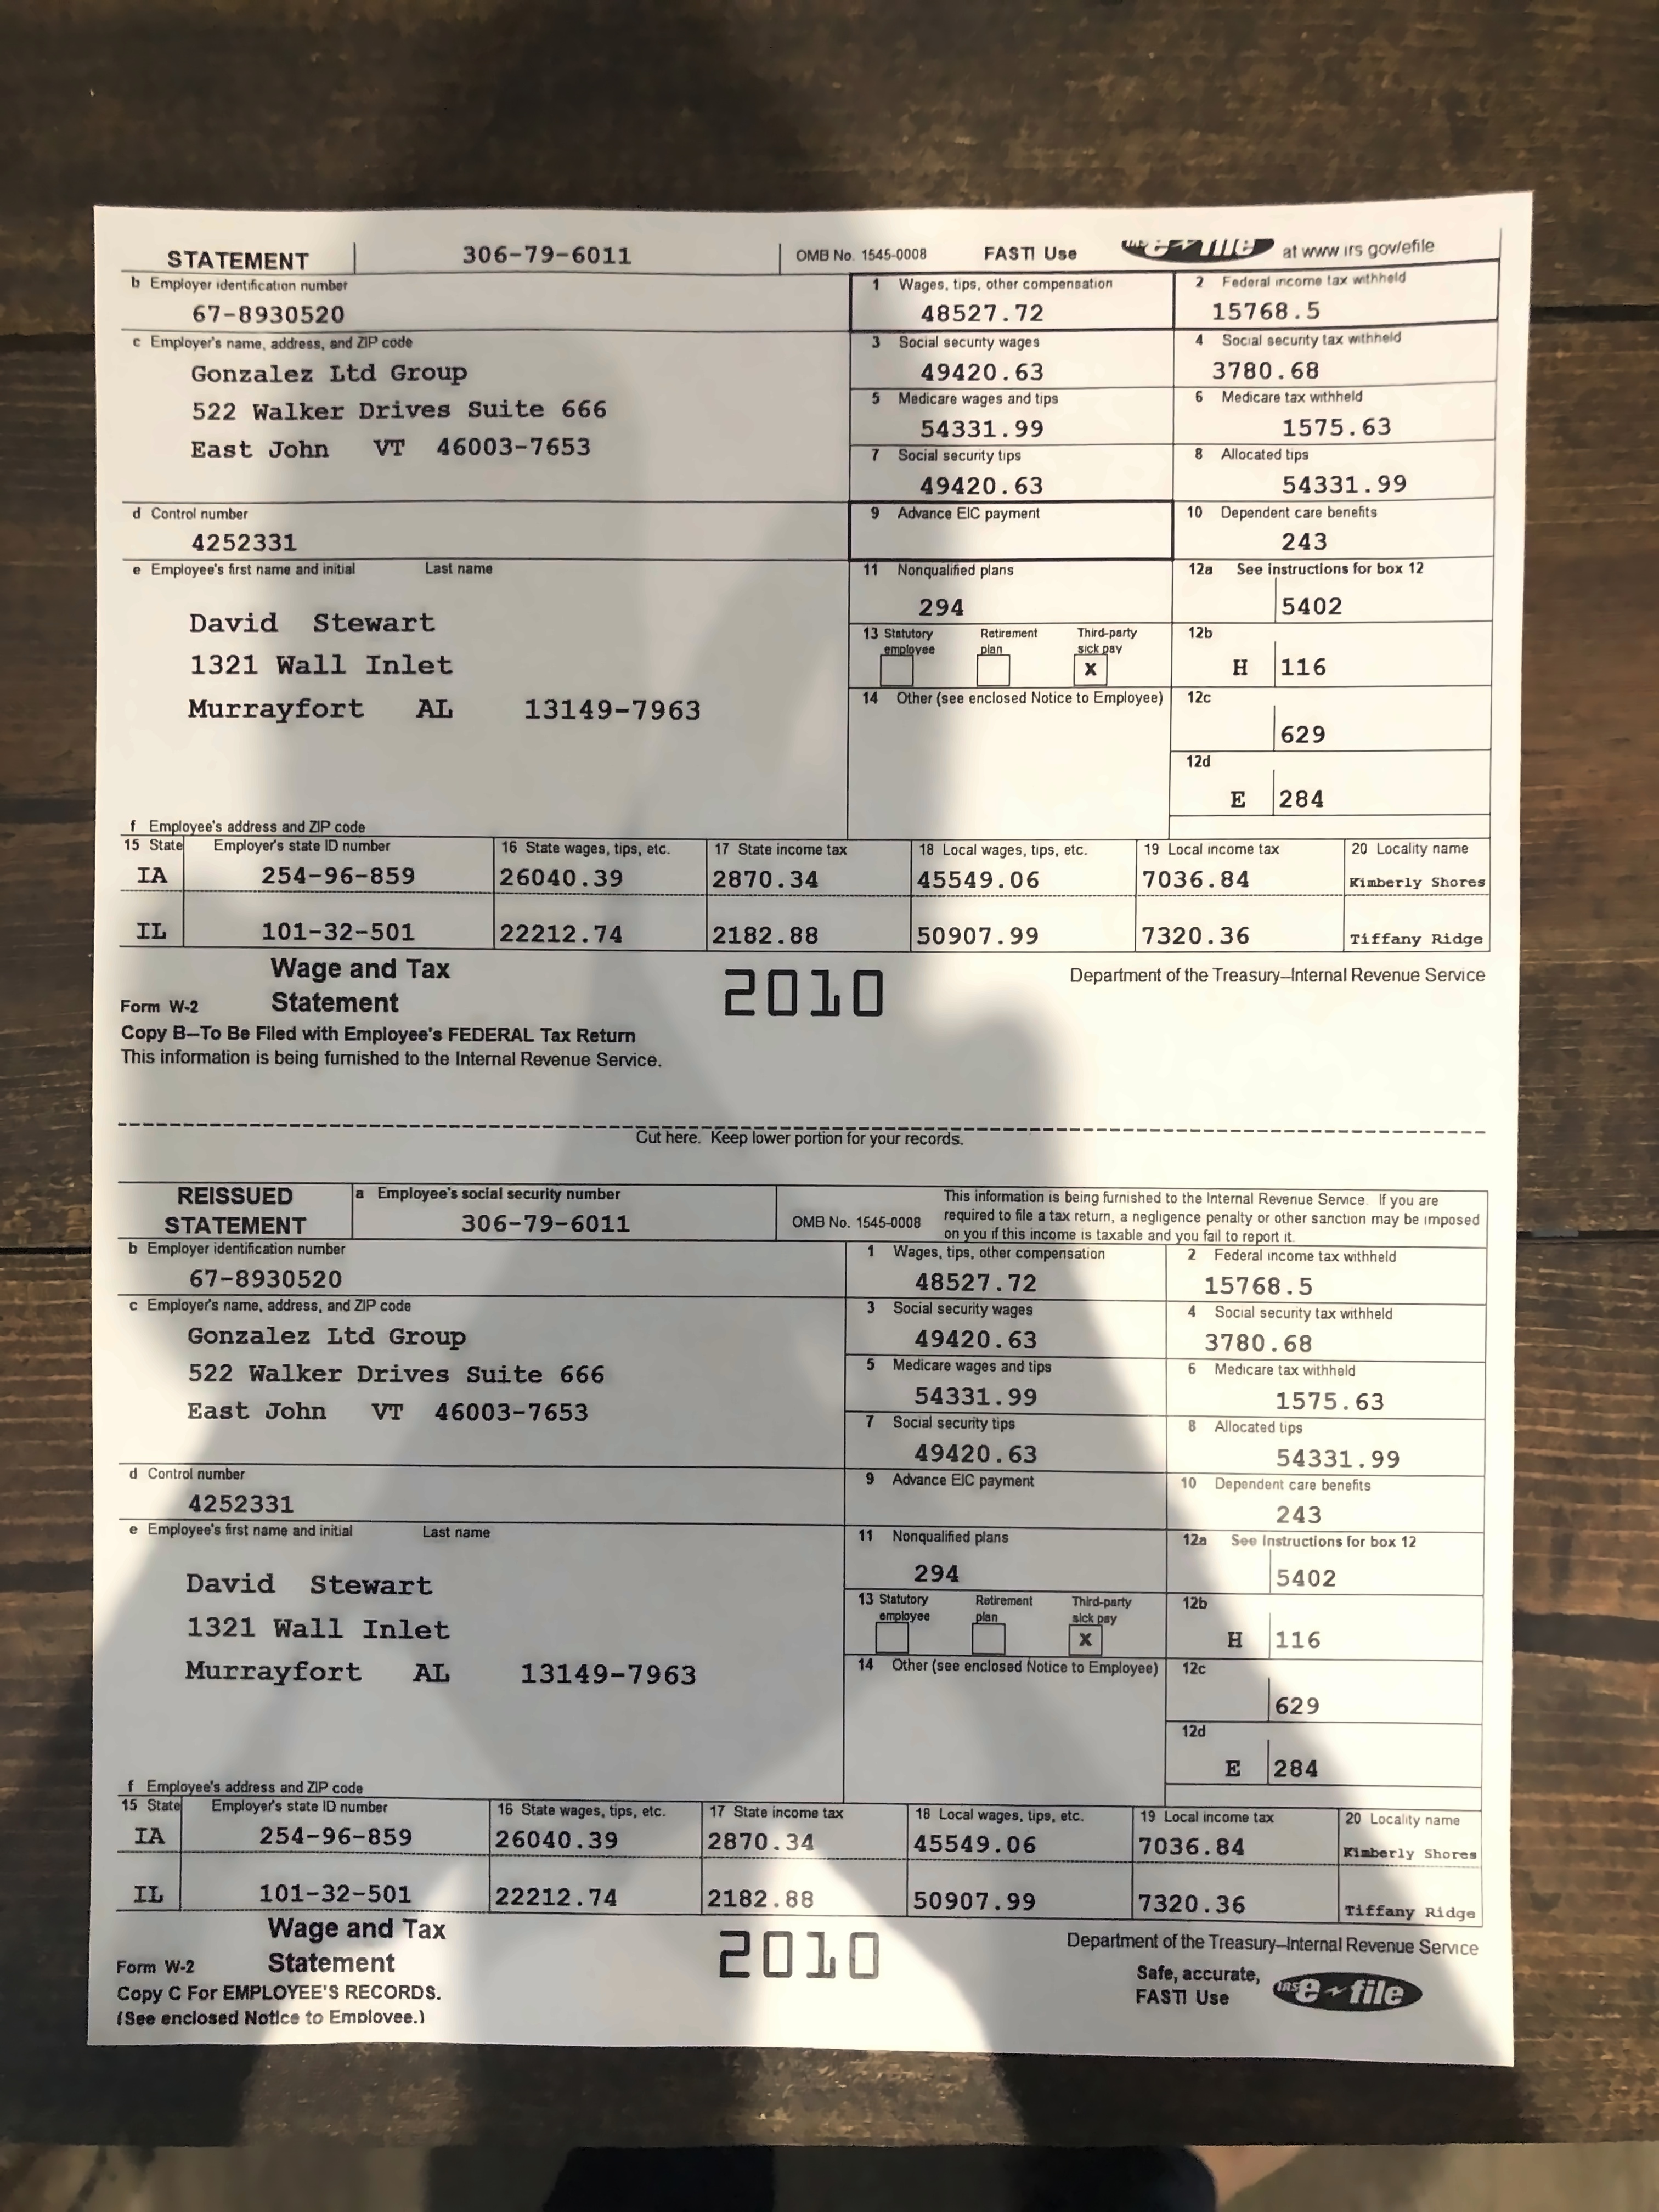 STATEMENT 306-79-6011 OMB No. 1545-0008 FAST! Use e file at www irs gov/efile
b Employer identification number 1 Wages, tips, other compensation 2 Federal income tax withheld
67-8930520 48527.72 15768.5
c Employer's name, address, and ZIP code 3 Social security wages 4 Social security tax withheld
Gonzalez Ltd Group 49420.63 3780.68
522 Walker Drives Suite 666 5 Medicare wages and tips 6 Medicare tax withheld
East John VT 46003-7653 54331.99 1575.63
7 Social security tips 8 Allocated tips
49420.63 54331.99
d Control number 9 Advance EIC payment 10 Dependent care benefits
4252331 243
e Employee's first name and initial Last name 11 Nonqualified plans 12a See instructions for box 12
294 5402
David Stewart 13 Statutory employee Retirement plan Third-party sick pay 12b
1321 Wall Inlet X H 116
Murrayfort AL 13149-7963 14 Other (see enclosed Notice to Employee) 12c
629
12d
E 284
f Employee's address and ZIP code
15 State Employer's state ID number 16 State wages, tips, etc. 17 State income tax 18 Local wages, tips, etc. 19 Local income tax 20 Locality name
IA 254-96-859 26040.39 2870.34 45549.06 7036.84 Kimberly Shores
IL 101-32-501 22212.74 2182.88 50907.99 7320.36 Tiffany Ridge
Wage and Tax
Form W-2 Statement 2010 Department of the Treasury–Internal Revenue Service
Copy B–To Be Filed with Employee's FEDERAL Tax Return
This information is being furnished to the Internal Revenue Service.
Cut here. Keep lower portion for your records.
REISSUED a Employee's social security number This information is being furnished to the Internal Revenue Service. If you are
STATEMENT 306-79-6011 OMB No. 1545-0008 required to file a tax return, a negligence penalty or other sanction may be imposed
on you if this income is taxable and you fail to report it.
b Employer identification number 1 Wages, tips, other compensation 2 Federal income tax withheld
67-8930520 48527.72 15768.5
c Employer's name, address, and ZIP code 3 Social security wages 4 Social security tax withheld
Gonzalez Ltd Group 49420.63 3780.68
522 Walker Drives Suite 666 5 Medicare wages and tips 6 Medicare tax withheld
East John VT 46003-7653 54331.99 1575.63
7 Social security tips 8 Allocated tips
49420.63 54331.99
d Control number 9 Advance EIC payment 10 Dependent care benefits
4252331 243
e Employee's first name and initial Last name 11 Nonqualified plans 12a See Instructions for box 12
294 5402
David Stewart 13 Statutory employee Retirement plan Third-party sick pay 12b
1321 Wall Inlet X H 116
Murrayfort AL 13149-7963 14 Other (see enclosed Notice to Employee) 12c
629
12d
E 284
f Employee's address and ZIP code
15 State Employer's state ID number 16 State wages, tips, etc. 17 State income tax 18 Local wages, tips, etc. 19 Local income tax 20 Locality name
IA 254-96-859 26040.39 2870.34 45549.06 7036.84 Kimberly Shores
IL 101-32-501 22212.74 2182.88 50907.99 7320.36 Tiffany Ridge
Wage and Tax
Form W-2 Statement 2010 Department of the Treasury–Internal Revenue Service
Copy C For EMPLOYEE'S RECORDS. Safe, accurate,
(See enclosed Notice to Employee.) FAST! Use IRS e file